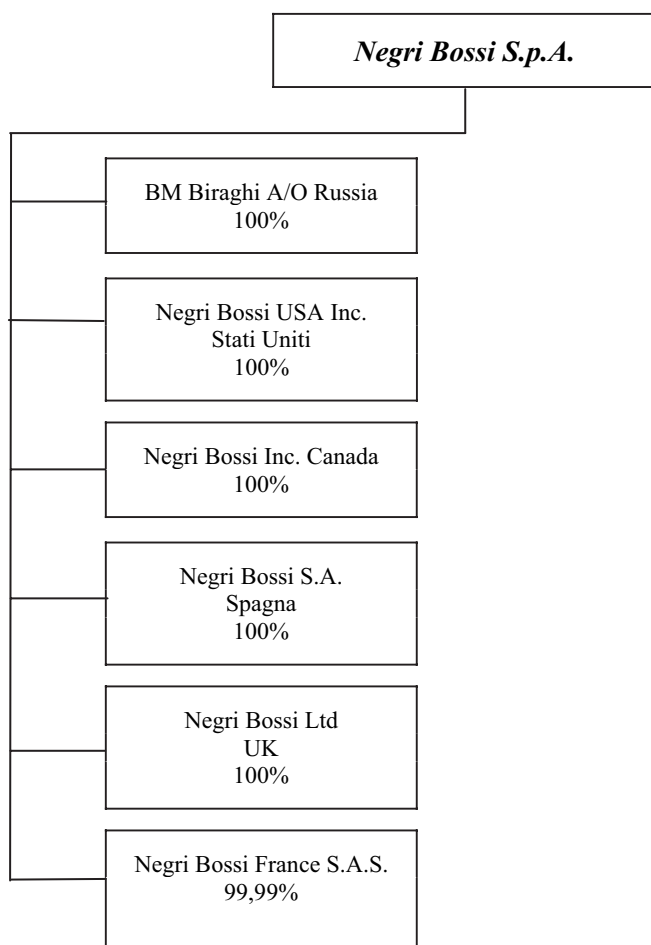 Negri Bossi S.p.A.
BM Biraghi A/O Russia
100%
Negri Bossi USA Inc.
Stati Uniti
100%
Negri Bossi Inc. Canada
100%
Negri Bossi S.A.
Spagna
100%
Negri Bossi Ltd
UK
100%
Negri Bossi France S.A.S.
99,99%